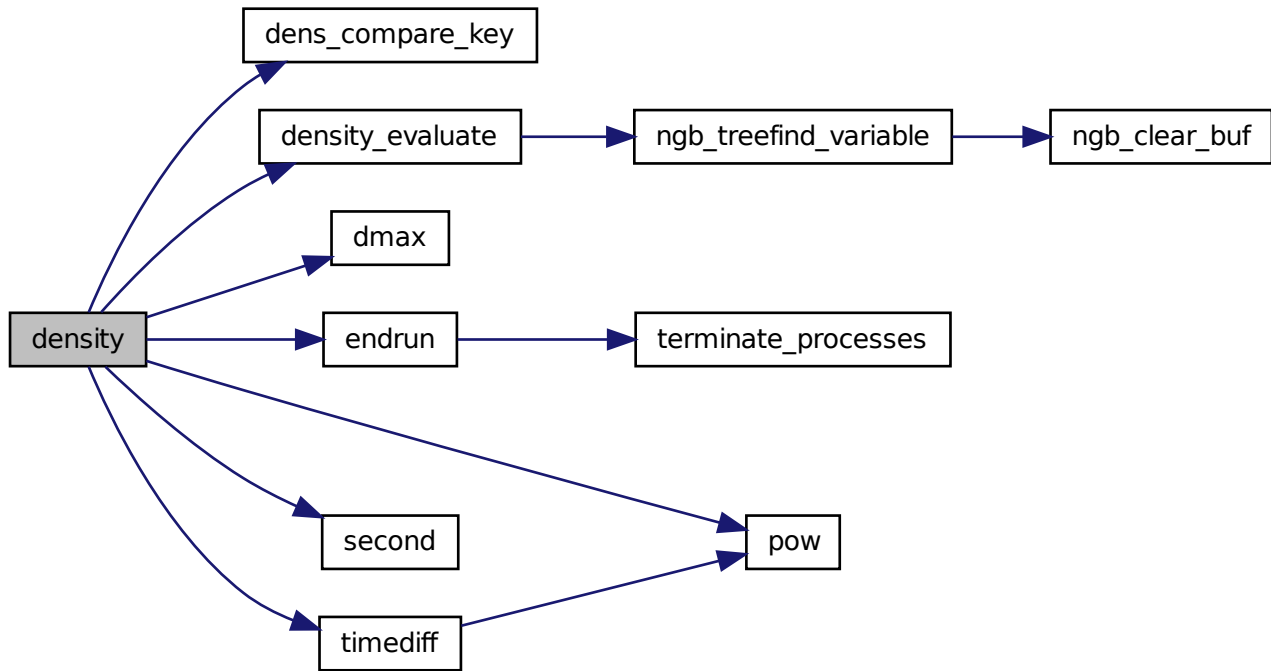 dens_compare_key
density_evaluate
ngb_treefind_variable
ngb_clear_buf
dmax
density
endrun
terminate_processes
second
pow
timediff